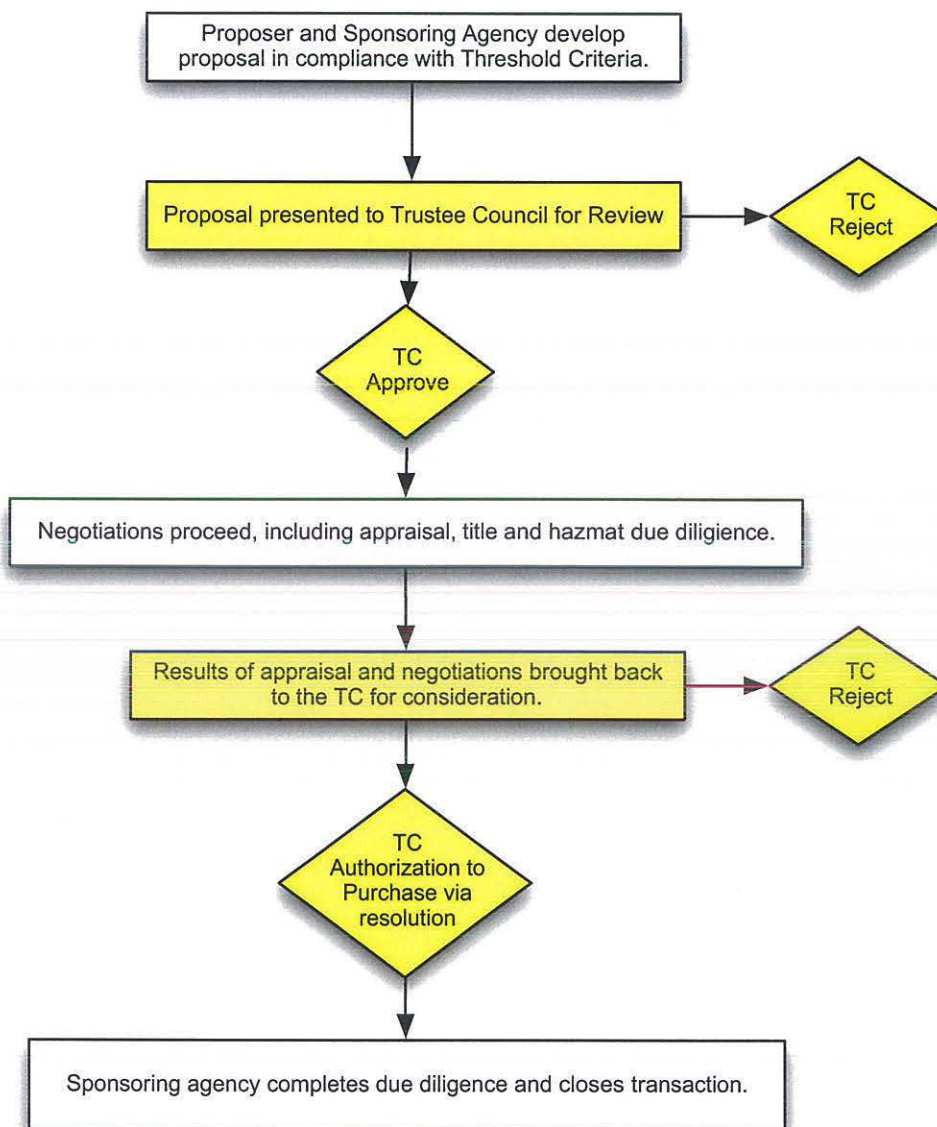 Proposer and Sponsoring Agency develop
proposal in compliance with Threshold Criteria.
Proposal presented to Trustee Council for Review
TC
Reject
TC
Approve
Negotiations proceed, including appraisal, title and hazmat due diligience.
Results of appraisal and negotiations brought back
to the TC for consideration.
TC
Reject
TC
Authorization to
Purchase via
resolution
Sponsoring agency completes due diligence and closes transaction.